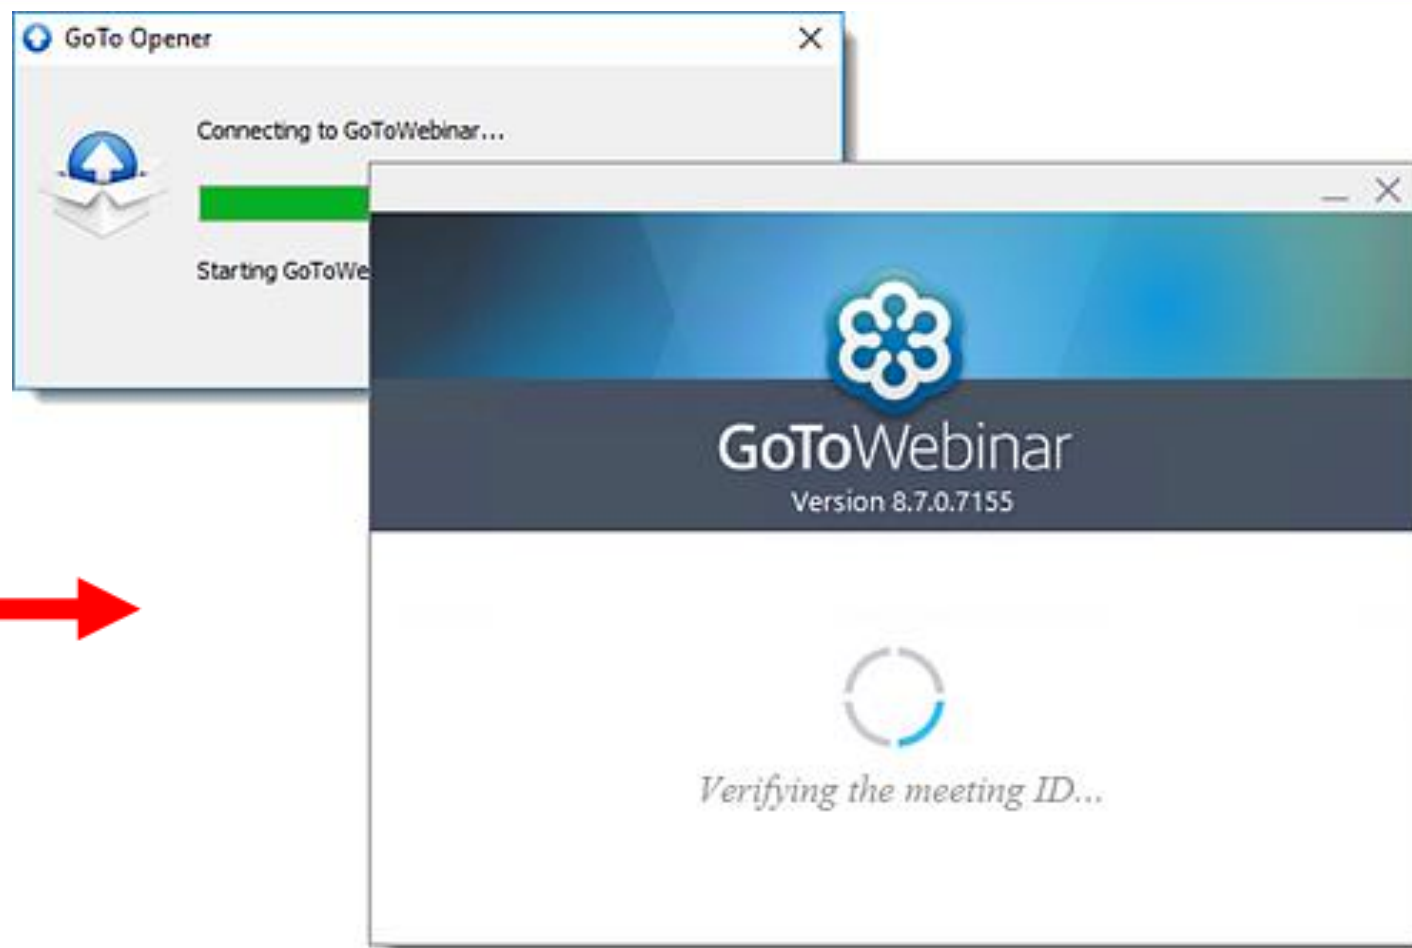 GoTo Opener
Connecting to GoToWebinar...
Starting GoToWe
GoToWebinar
Version 8.7.0.7155
Verifying the meeting ID...